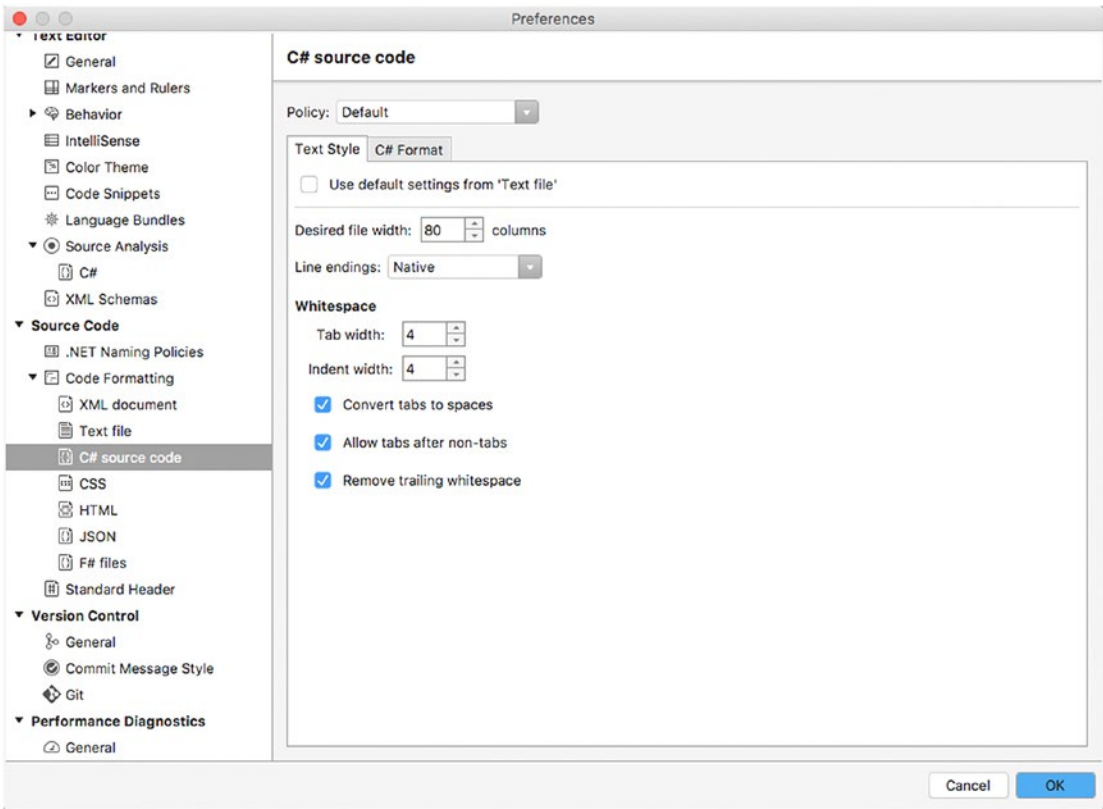 Preferences
Text Editor
General
Markers and Rulers
Behavior
IntelliSense
Color Theme
Code Snippets
Language Bundles
Source Analysis
C#
XML Schemas
Source Code
.NET Naming Policies
Code Formatting
XML document
Text file
C# source code
CSS
HTML
JSON
F# files
Standard Header
Version Control
General
Commit Message Style
Git
Performance Diagnostics
General
C# source code
Policy: Default
Text Style C# Format
Use default settings from 'Text file'
Desired file width: 80 columns
Line endings: Native
Whitespace
Tab width: 4
Indent width: 4
Convert tabs to spaces
Allow tabs after non-tabs
Remove trailing whitespace
Cancel OK